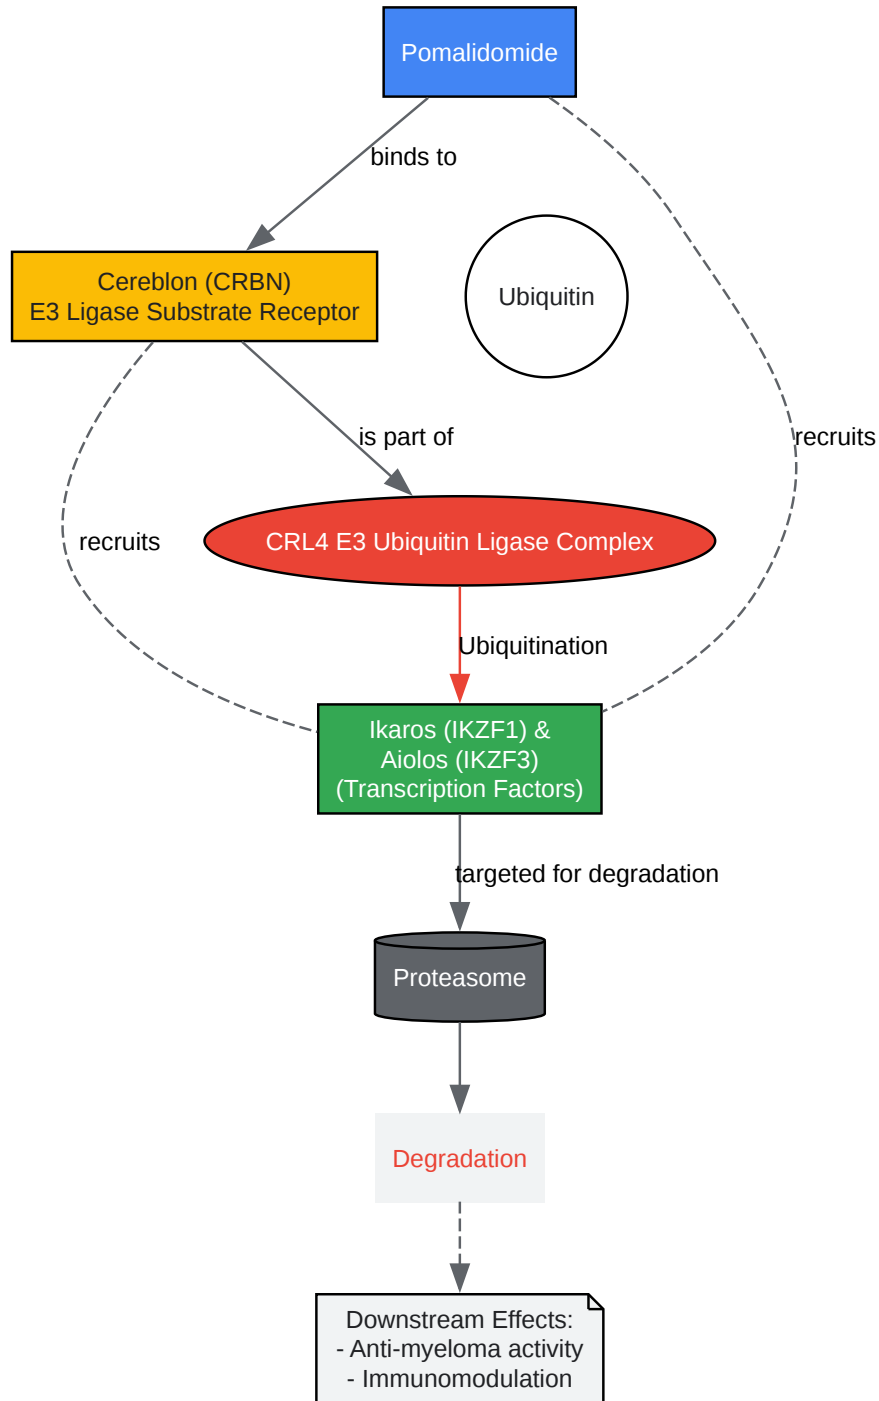 Pomalidomide
binds to
Cereblon (CRBN)
E3 Ligase Substrate Receptor
Ubiquitin
is part of
recruits
recruits
CRL4 E3 Ubiquitin Ligase Complex
Ubiquitination
Ikaros (IKZF1) &
Aiolos (IKZF3)
(Transcription Factors)
targeted for degradation
Proteasome
Degradation
Downstream Effects:
- Anti-myeloma activity
- Immunomodulation